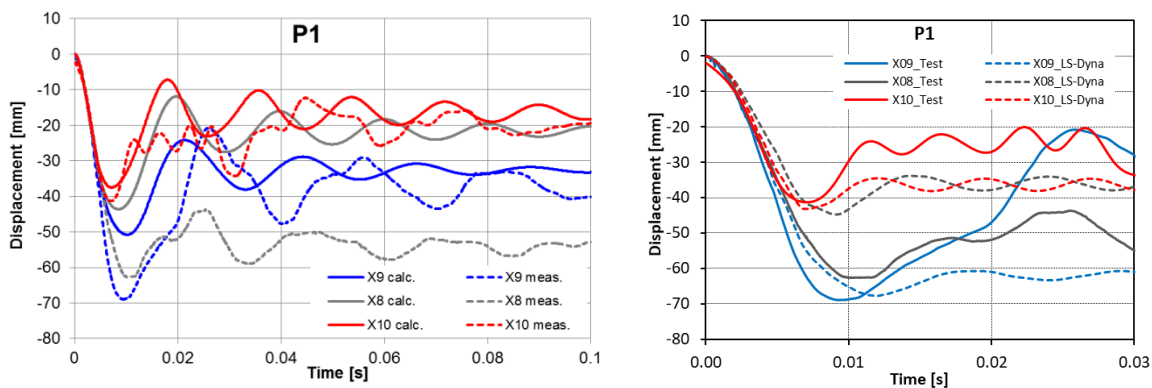 P1
Displacement [mm]
10
0
-10
-20
-30
-40
-50
-60
-70
-80
X9 calc. X9 meas.
X8 calc. X8 meas.
X10 calc. X10 meas.
0 0.02 0.04 0.06 0.08 0.1
Time [s]
P1
Displacement [mm]
10
0
-10
-20
-30
-40
-50
-60
-70
-80
X09_Test X09_LS-Dyna
X08_Test X08_LS-Dyna
X10_Test X10_LS-Dyna
0.00 0.01 0.02 0.03
Time [s]